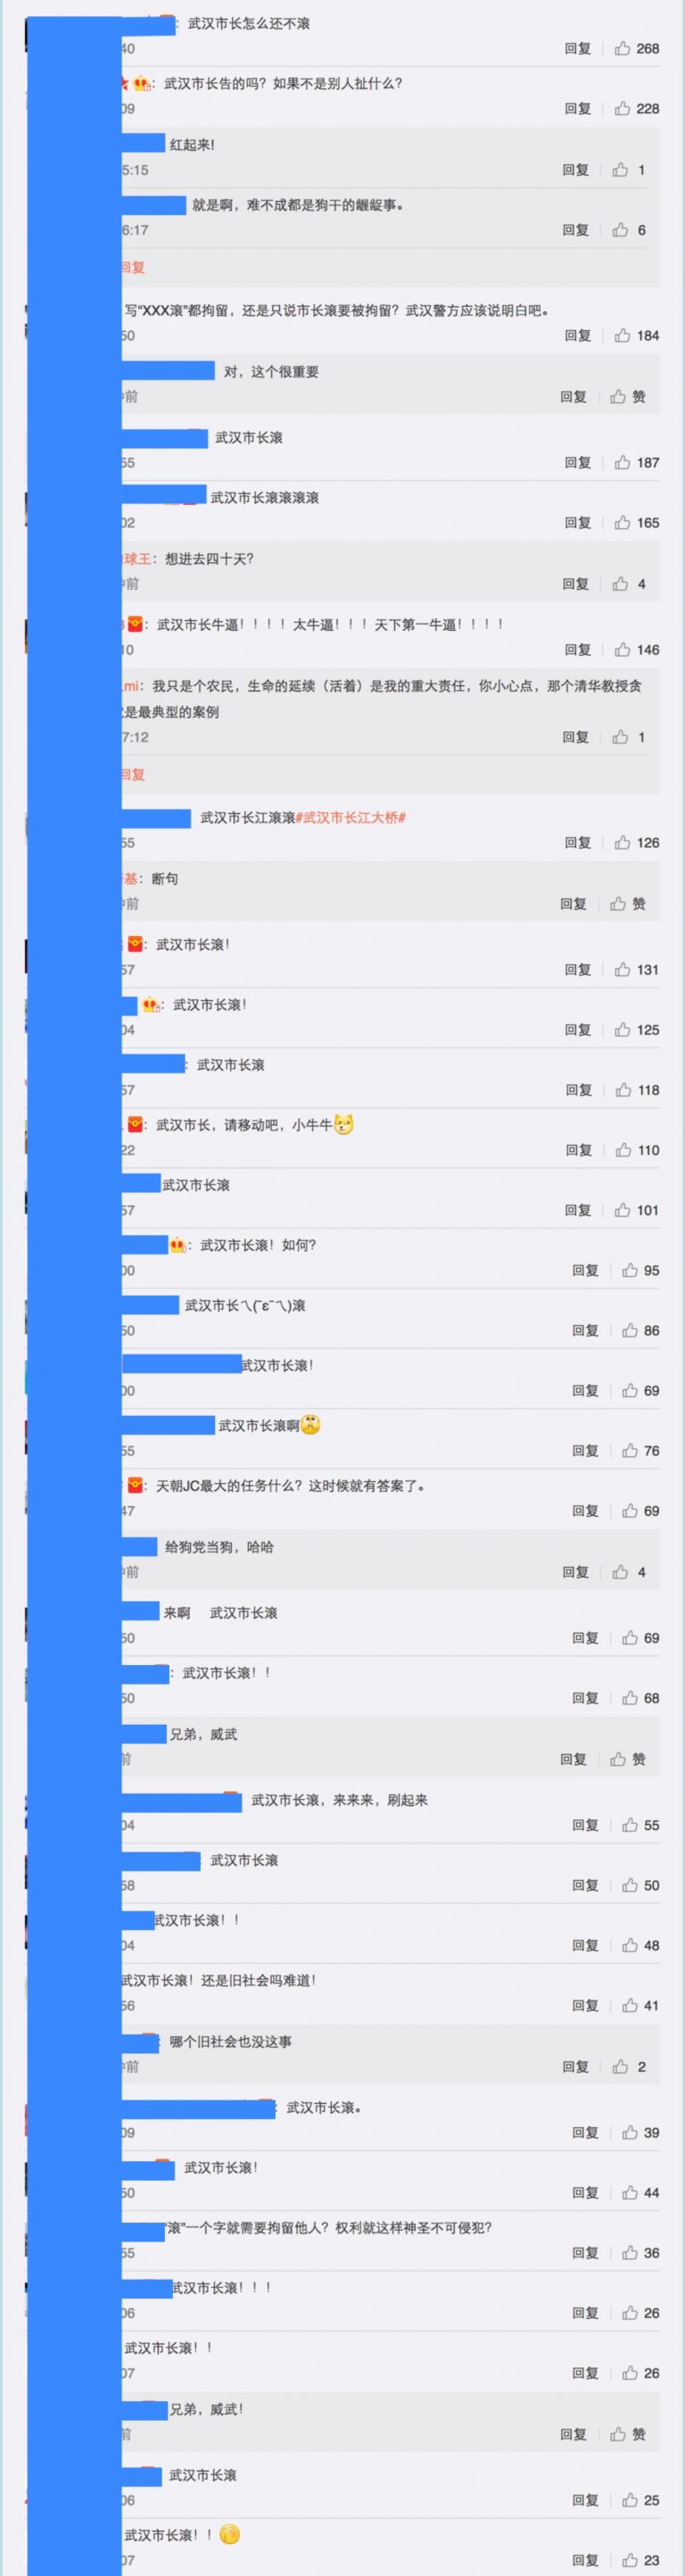 武汉市长怎么还不滚
40 回复 268
: 武汉市长告的吗？如果不是别人扯什么？
09 回复 228
红起来！
5:15 回复 1
就是啊，难不成都是狗干的龌龊事。
6:17 回复 6
回复
写“XXX滚”都拘留，还是只说市长滚要被拘留？武汉警方应该说明白吧。
50 回复 184
对，这个很重要
前 回复 赞
武汉市长滚
55 回复 187
武汉市长滚滚滚滚
02 回复 165
球王：想进去四十天？
前 回复 4
：武汉市长牛逼！！！！太牛逼！！！天下第一牛逼！！！！
10 回复 146
mi：我只是个农民，生命的延续（活着）是我的重大责任，你小心点，那个清华教授贪
是最典型的案例
7:12 回复 1
回复
武汉市长江滚滚#武汉市长江大桥#
55 回复 126
基：断句
前 回复 赞
：武汉市长滚！
57 回复 131
：武汉市长滚！
04 回复 125
：武汉市长滚
57 回复 118
：武汉市长，请移动吧，小牛牛
22 回复 110
武汉市长滚
57 回复 101
：武汉市长滚！如何？
00 回复 95
武汉市长ㄟ(ˉεˉㄟ)滚
50 回复 86
武汉市长滚！
00 回复 69
武汉市长滚啊
55 回复 76
：天朝JC最大的任务什么？这时候就有答案了。
47 回复 69
给狗党当狗，哈哈
前 回复 4
来啊 武汉市长滚
50 回复 69
：武汉市长滚！！
50 回复 68
兄弟，威武
前 回复 赞
武汉市长滚，来来来，刷起来
04 回复 55
武汉市长滚
58 回复 50
武汉市长滚！！
04 回复 48
武汉市长滚！还是旧社会吗难道！
56 回复 41
：哪个旧社会也没这事
前 回复 2
：武汉市长滚。
09 回复 39
武汉市长滚！
50 回复 44
“滚”一个字就需要拘留他人？权利就这样神圣不可侵犯？
55 回复 36
武汉市长滚！！！
06 回复 26
武汉市长滚！！
07 回复 26
兄弟，威武！
前 回复 赞
武汉市长滚
06 回复 25
武汉市长滚！！
07 回复 23